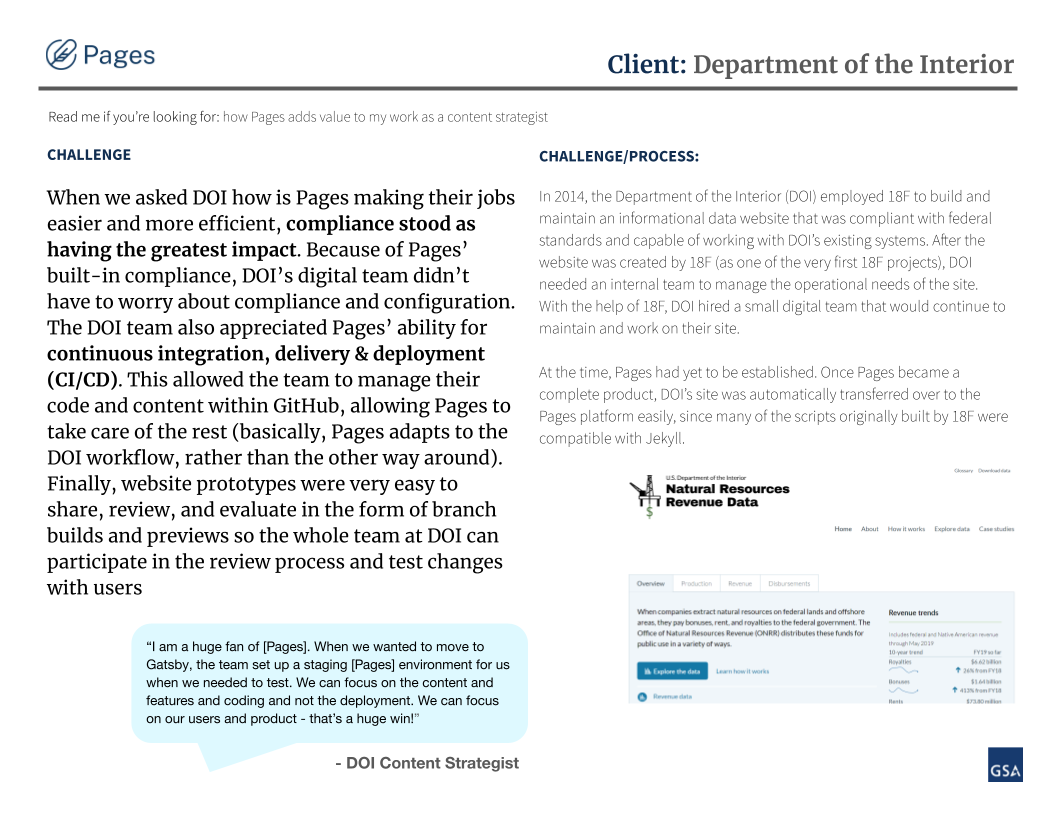 Pages
Client: Department of the Interior
Read me if you're looking for: how Pages adds value to my work as a content strategist
CHALLENGE
When we asked DOI how is Pages making their jobs
easier and more efficient, compliance stood as
having the greatest impact. Because of Pages'
built-in compliance, DOI's digital team didn't
have to worry about compliance and configuration.
The DOI team also appreciated Pages' ability for
continuous integration, delivery & deployment
(CI/CD). This allowed the team to manage their
code and content within GitHub, allowing Pages to
take care of the rest (basically, Pages adapts to the
DOI workflow, rather than the other way around).
Finally, website prototypes were very easy to
share, review, and evaluate in the form of branch
builds and previews so the whole team at DOI can
participate in the review process and test changes
with users
“I am a huge fan of [Pages]. When we wanted to move to
Gatsby, the team set up a staging [Pages] environment for us
when we needed to test. We can focus on the content and
features and coding and not the deployment. We can focus
on our users and product - that's a huge win!”
- DOI Content Strategist
CHALLENGE/PROCESS:
In 2014, the Department of the Interior (DOI) employed 18F to build and
maintain an informational data website that was compliant with federal
standards and capable of working with DOI's existing systems. After the
website was created by 18F (as one of the very first 18F projects), DOI
needed an internal team to manage the operational needs of the site.
With the help of 18F, DOI hired a small digital team that would continue to
maintain and work on their site.
At the time, Pages had yet to be established. Once Pages became a
complete product, DOI's site was automatically transferred over to the
Pages platform easily, since many of the scripts originally built by 18F were
compatible with Jekyll.
Glossary Download data
U.S. Department of the Interior
Natural Resources
Revenue Data
Home About How it works Explore data Case studies
Overview Production Revenue Disbursements
When companies extract natural resources on federal lands and offshore
areas, they pay bonuses, rent, and royalties to the federal government. The
Office of Natural Resources Revenue (ONRR) distributes these funds for
public use in a variety of ways.
Explore the data Learn how it works
Revenue data
Revenue trends
Includes federal and Native American revenue
through May 2019
10-year trend FY19 so far
Royalties $6.62 billion
26% from FY18
Bonuses $1.64 billion
413% from FY18
Rents $73.80 million
GSA